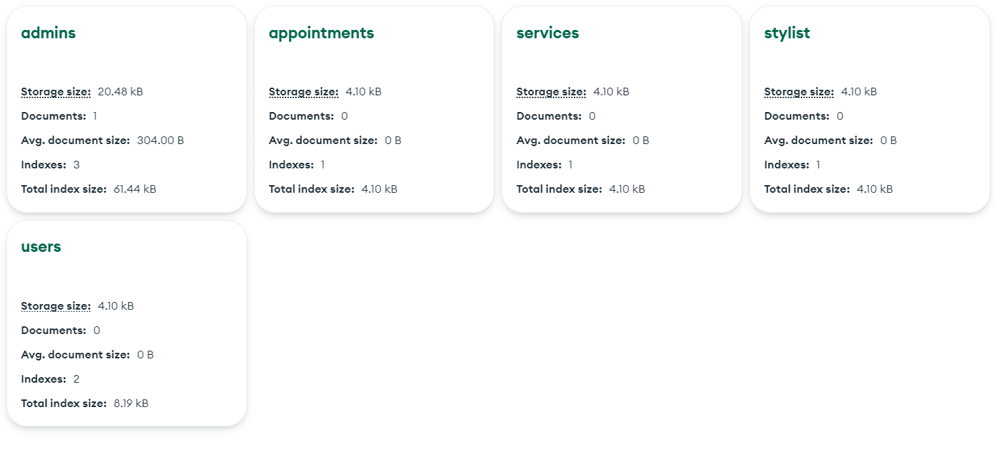 admins
Storage size: 20.48 kB
Documents: 1
Avg. document size: 304.00 B
Indexes: 3
Total index size: 61.44 kB
appointments
Storage size: 4.10 kB
Documents: 0
Avg. document size: 0 B
Indexes: 1
Total index size: 4.10 kB
services
Storage size: 4.10 kB
Documents: 0
Avg. document size: 0 B
Indexes: 1
Total index size: 4.10 kB
stylist
Storage size: 4.10 kB
Documents: 0
Avg. document size: 0 B
Indexes: 1
Total index size: 4.10 kB
users
Storage size: 4.10 kB
Documents: 0
Avg. document size: 0 B
Indexes: 2
Total index size: 8.19 kB